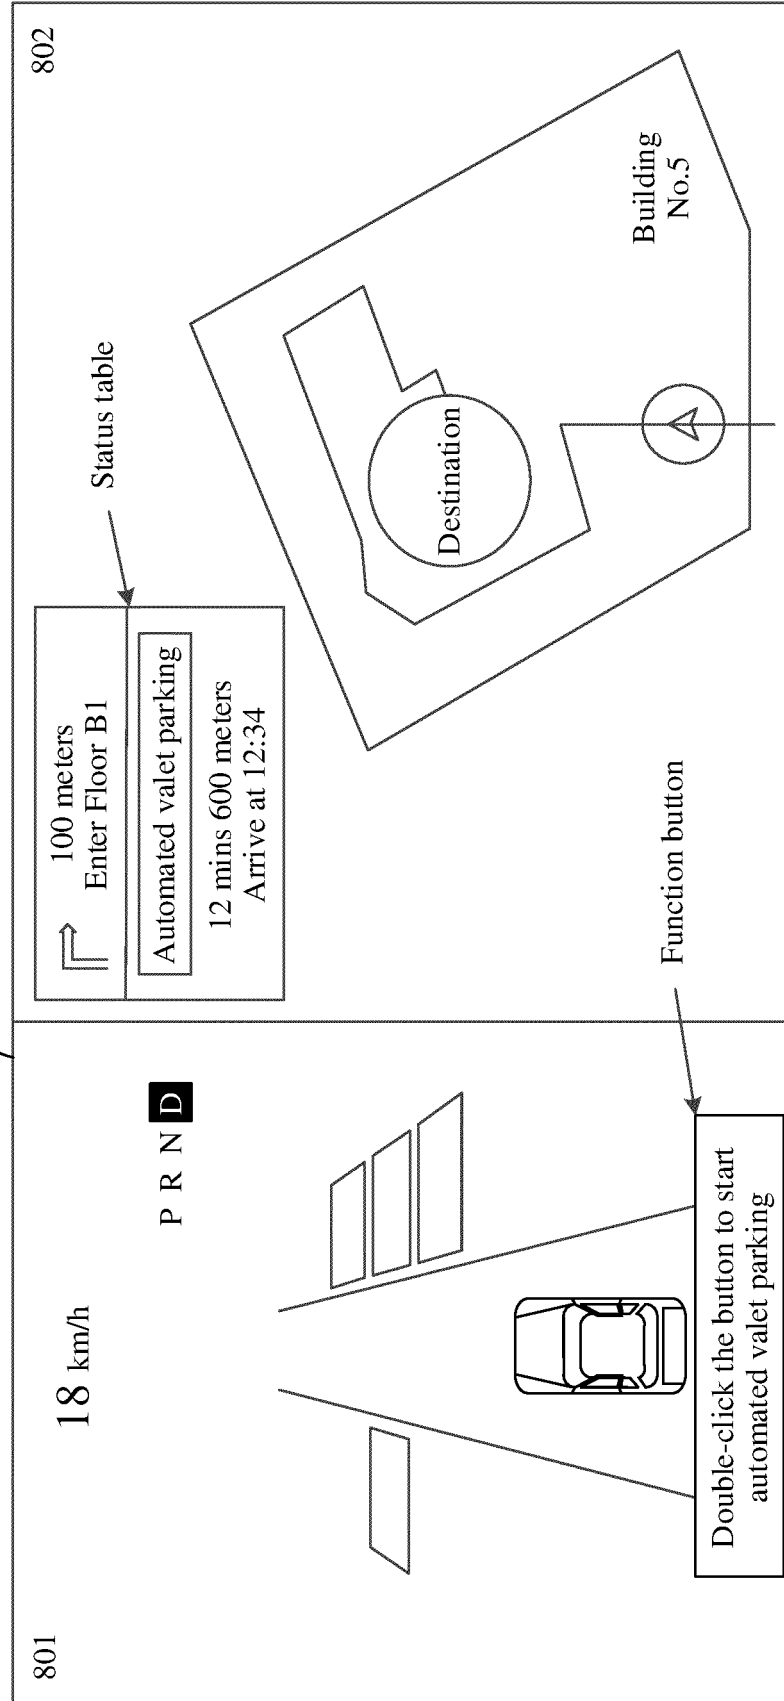 801
18 km/h
P R N D
Double-click the button to start
automated valet parking
Function button
802
100 meters
Enter Floor B1
Automated valet parking
12 mins 600 meters
Arrive at 12:34
Status table
Destination
Building
No.5